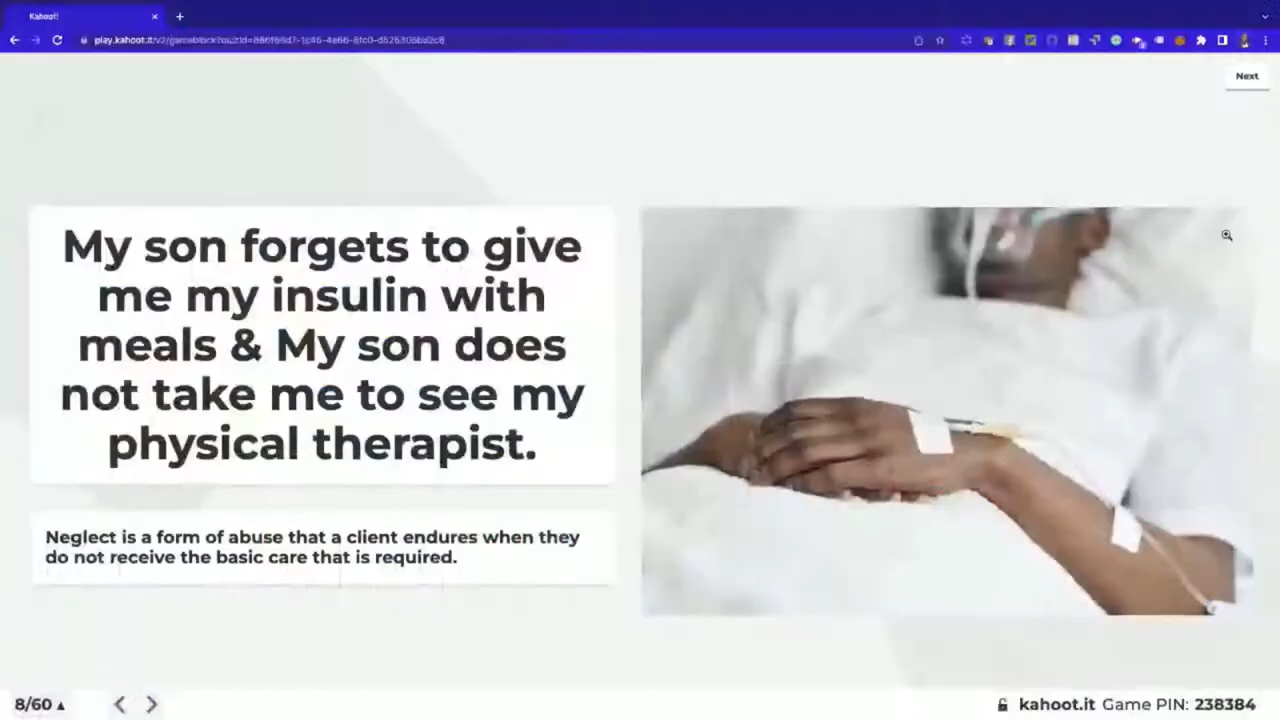 Kahoot!
Next
My son forgets to give
me my insulin with
meals & My son does
not take me to see my
physical therapist.
Neglect is a form of abuse that a client endures when they
do not receive the basic care that is required.
8/60
kahoot.it Game PIN: 238384